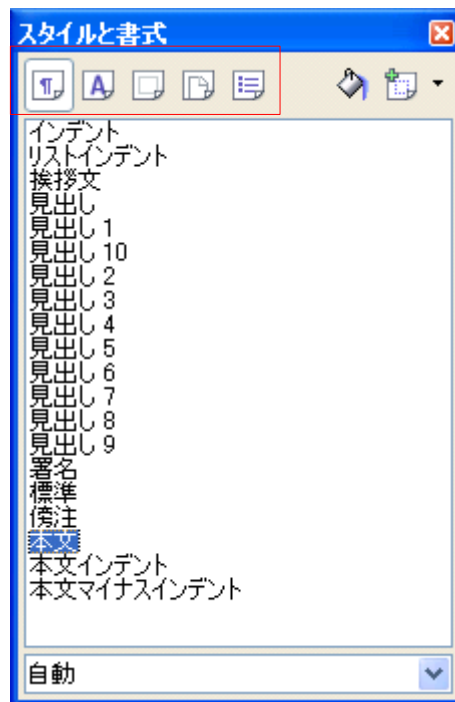 スタイルと書式
インデント
リストインデント
挨拶文
見出し
見出し 1
見出し 10
見出し 2
見出し 3
見出し 4
見出し 5
見出し 6
見出し 7
見出し 8
見出し 9
署名
標準
傍注
本文
本文インデント
本文マイナスインデント
自動